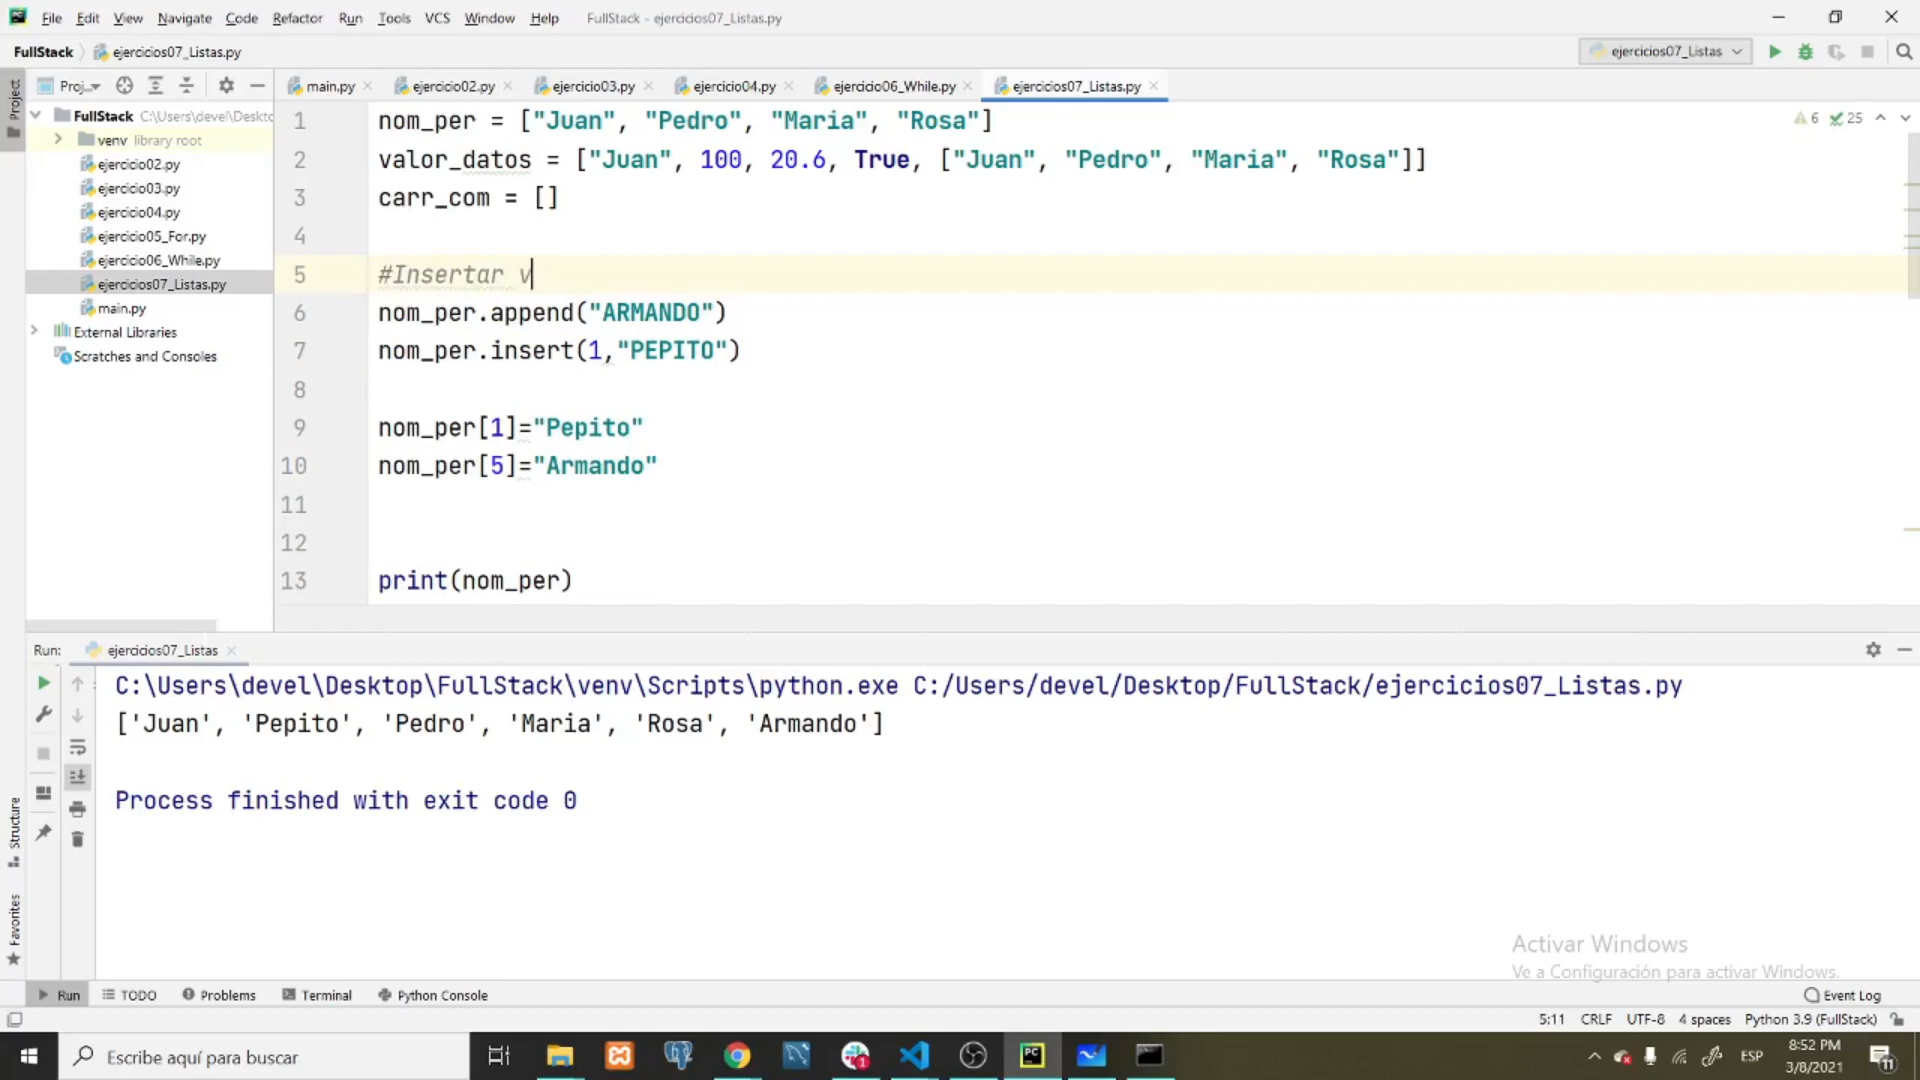 File Edit View Navigate Code Refactor Run Tools VCS Window Help FullStack - ejercicios07_Listas.py
FullStack ejercicios07_Listas.py ejercicios07_Listas
Project
Proj... main.py ejercicio02.py ejercicio03.py ejercicio04.py ejercicio06_While.py ejercicios07_Listas.py
FullStack C:\Users\devel\Deskto
venv library root
ejercicio02.py
ejercicio03.py
ejercicio04.py
ejercicio05_For.py
ejercicio06_While.py
ejercicios07_Listas.py
main.py
External Libraries
Scratches and Consoles
6 25
1 nom_per = ["Juan", "Pedro", "Maria", "Rosa"]
2 valor_datos = ["Juan", 100, 20.6, True, ["Juan", "Pedro", "Maria", "Rosa"]]
3 carr_com = []
4
5 #Insertar v
6 nom_per.append("ARMANDO")
7 nom_per.insert(1,"PEPITO")
8
9 nom_per[1]="Pepito"
10 nom_per[5]="Armando"
11
12
13 print(nom_per)
Run: ejercicios07_Listas
C:\Users\devel\Desktop\FullStack\venv\Scripts\python.exe C:/Users/devel/Desktop/FullStack/ejercicios07_Listas.py
['Juan', 'Pepito', 'Pedro', 'Maria', 'Rosa', 'Armando']
Process finished with exit code 0
Structure
Favorites
Activar Windows
Ve a Configuración para activar Windows.
Run TODO Problems Terminal Python Console Event Log
5:11 CRLF UTF-8 4 spaces Python 3.9 (FullStack)
Escribe aquí para buscar
1
PC
ESP
8:52 PM
3/8/2021
11